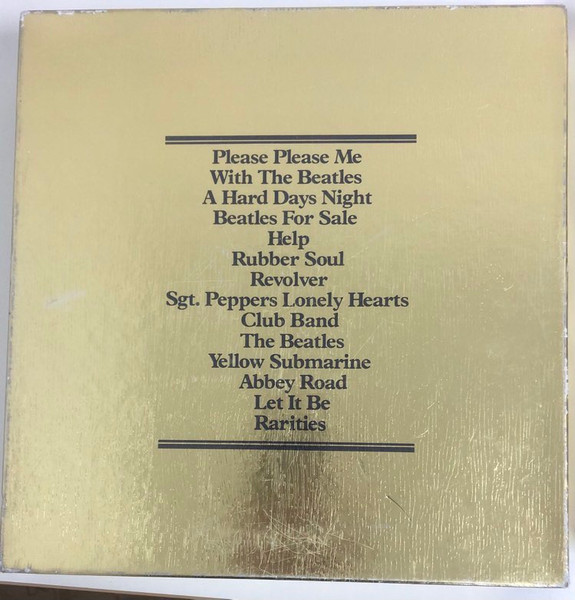 Please Please Me
With The Beatles
A Hard Days Night
Beatles For Sale
Help
Rubber Soul
Revolver
Sgt. Peppers Lonely Hearts
Club Band
The Beatles
Yellow Submarine
Abbey Road
Let It Be
Rarities